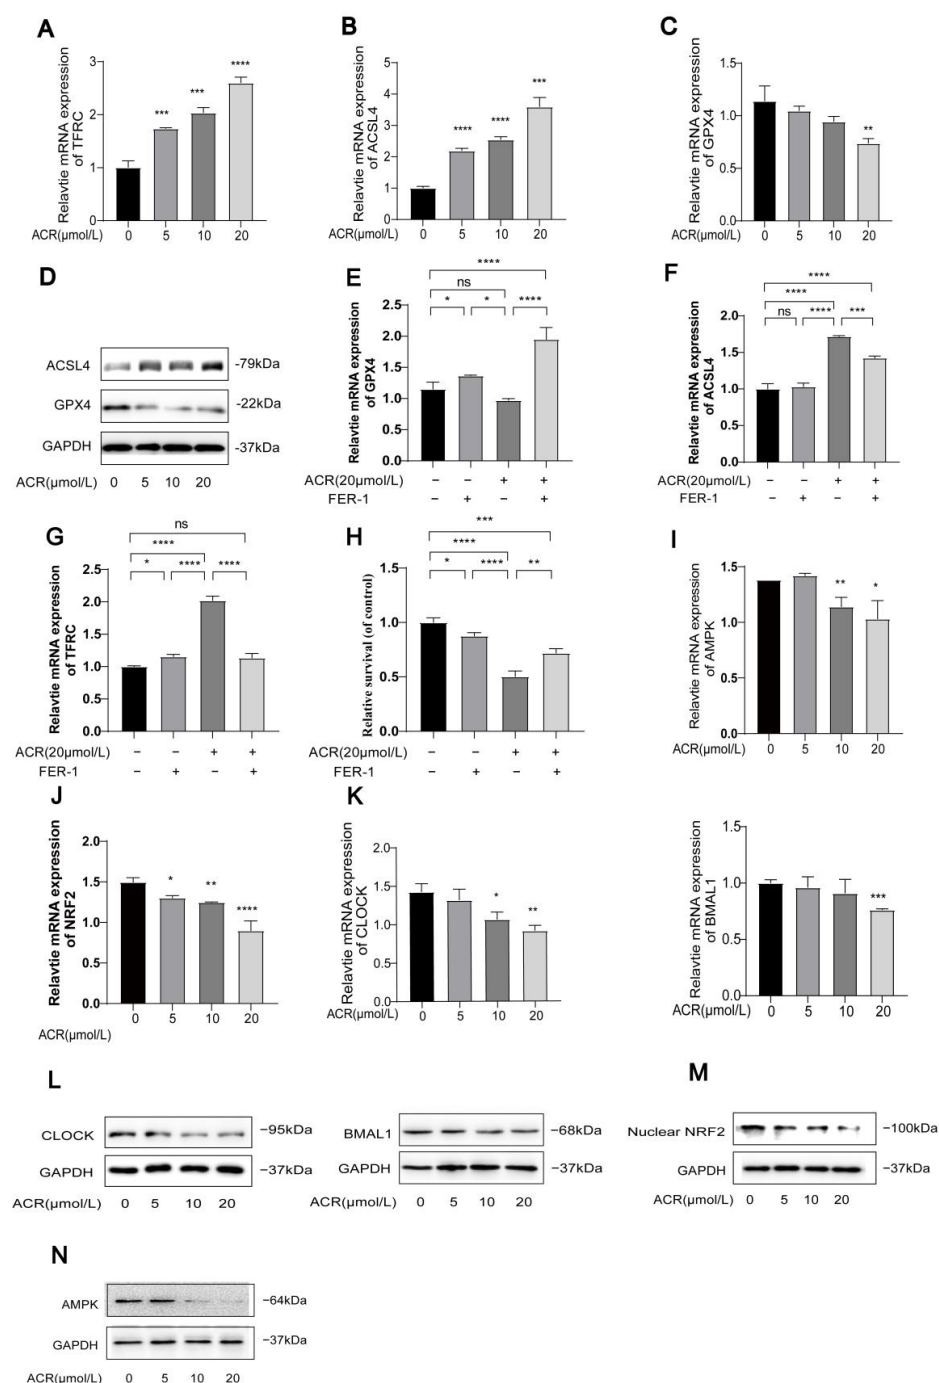 A
Relavtie mRNA expression
of TFRC
3
2
1
0
*** *** ****
ACR(μmol/L) 0 5 10 20
B
Relavtie mRNA expression
of ACSL4
5
4
3
2
1
0
**** **** ***
ACR(μmol/L) 0 5 10 20
C
Relavtie mRNA expression
of GPX4
1.5
1.0
0.5
0.0
**
ACR(μmol/L) 0 5 10 20
D
ACSL4 -79kDa
GPX4 -22kDa
GAPDH -37kDa
ACR(μmol/L) 0 5 10 20
E
Relavtie mRNA expression
of GPX4
2.5
2.0
1.5
1.0
0.5
0.0
****
ns
* * ****
ACR(20μmol/L) − − + +
FER-1 − + − +
F
Relavtie mRNA expression
of ACSL4
2.0
1.5
1.0
0.5
0.0
****
****
ns **** ***
ACR(20μmol/L) − − + +
FER-1 − + − +
G
Relavtie mRNA expression
of TFRC
2.5
2.0
1.5
1.0
0.5
0.0
ns
****
* **** ****
ACR(20μmol/L) − − + +
FER-1 − + − +
H
Relative survival (of control)
1.5
1.0
0.5
0.0
***
****
* **** **
ACR(20μmol/L) − − + +
FER-1 − + − +
I
Relavtie mRNA expression
of AMPK
1.5
1.0
0.5
0.0
** *
ACR(μmol/L) 0 5 10 20
J
Relavtie mRNA expression
of NRF2
2.0
1.5
1.0
0.5
0.0
* ** ****
0 5 10 20
ACR(μmol/L)
K
Relavtie mRNA expression
of CLOCK
2.0
1.5
1.0
0.5
0.0
* **
ACR(μmol/L) 0 5 10 20
Relavtie mRNA expression
of BMAL1
1.5
1.0
0.5
0.0
***
ACR(μmol/L) 0 5 10 20
L
CLOCK −95kDa
GAPDH −37kDa
ACR(μmol/L) 0 5 10 20
BMAL1 −68kDa
GAPDH −37kDa
ACR(μmol/L) 0 5 10 20
M
Nuclear NRF2 −100kDa
GAPDH −37kDa
ACR(μmol/L) 0 5 10 20
N
AMPK −64kDa
GAPDH −37kDa
ACR(μmol/L) 0 5 10 20